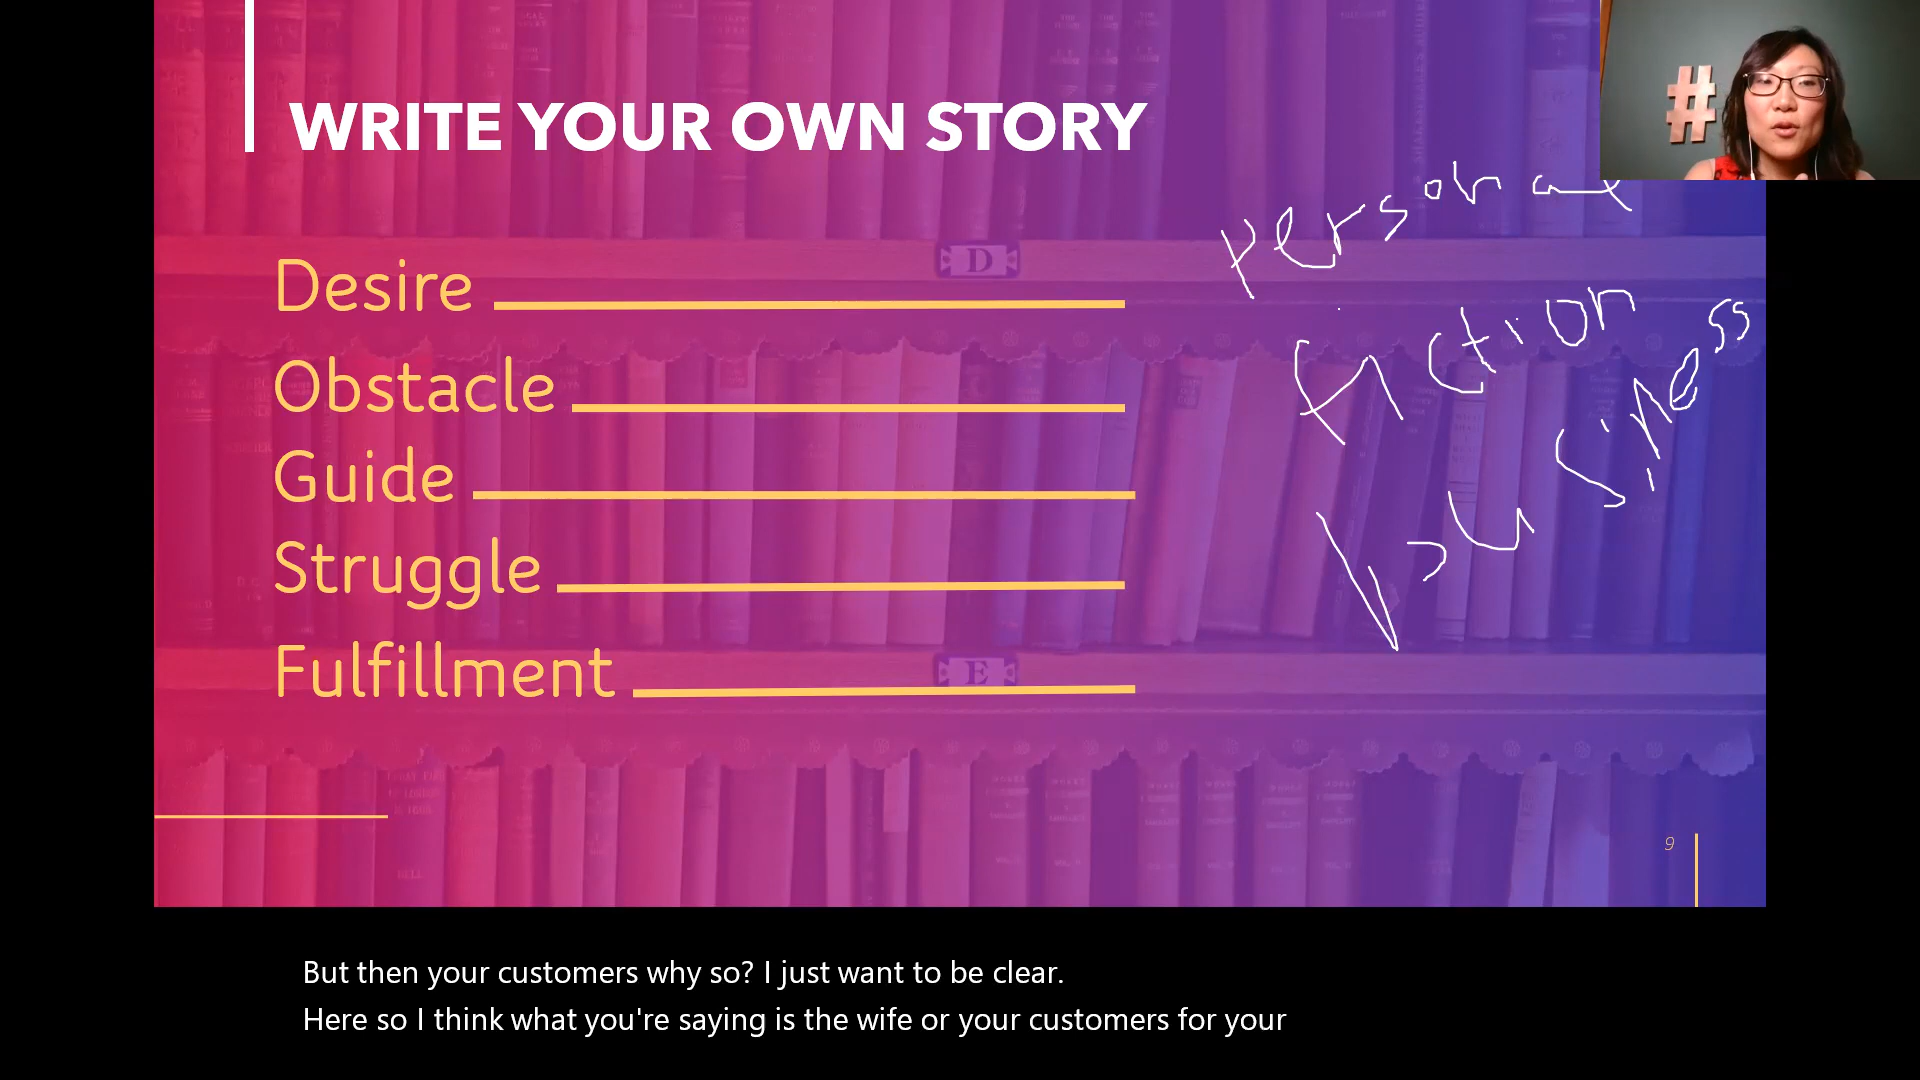 WRITE YOUR OWN STORY
#
personal
D
Desire
fiction
business
Obstacle
Guide
Struggle
E
Fulfillment
9
But then your customers why so? I just want to be clear.
Here so I think what you're saying is the wife or your customers for your